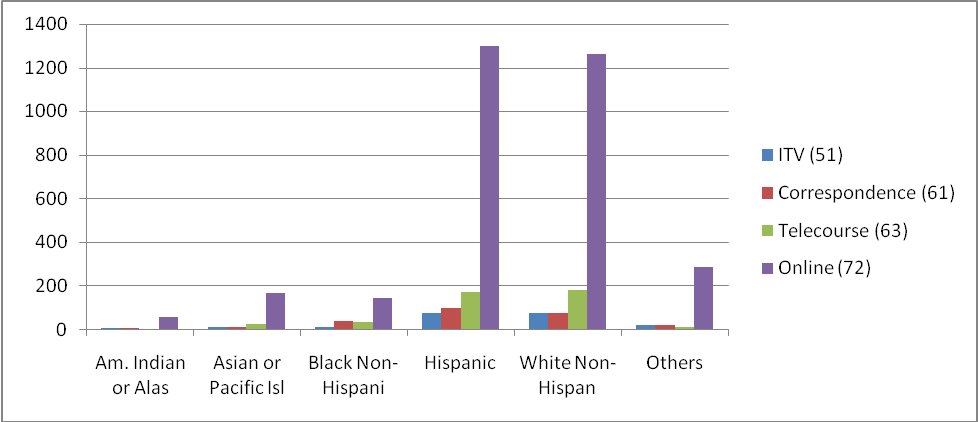 1400
1200
1000
800
600
400
200
0
Am. Indian
or Alas
Asian or
Pacific Isl
Black Non-
Hispani
Hispanic
White Non-
Hispan
Others
ITV (51)
Correspondence (61)
Telecourse (63)
Online (72)